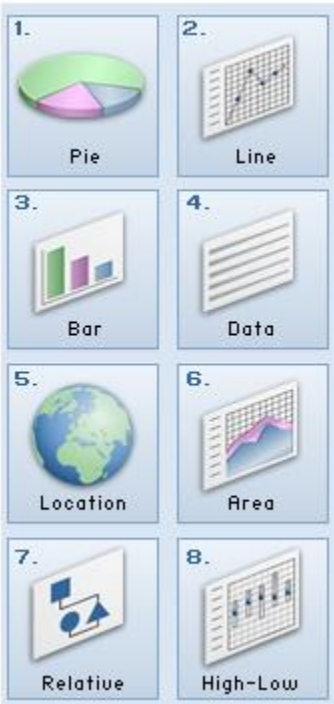 1.
Pie
2.
Line
3.
Bar
4.
Data
5.
Location
6.
Area
7.
Relative
8.
High-Low